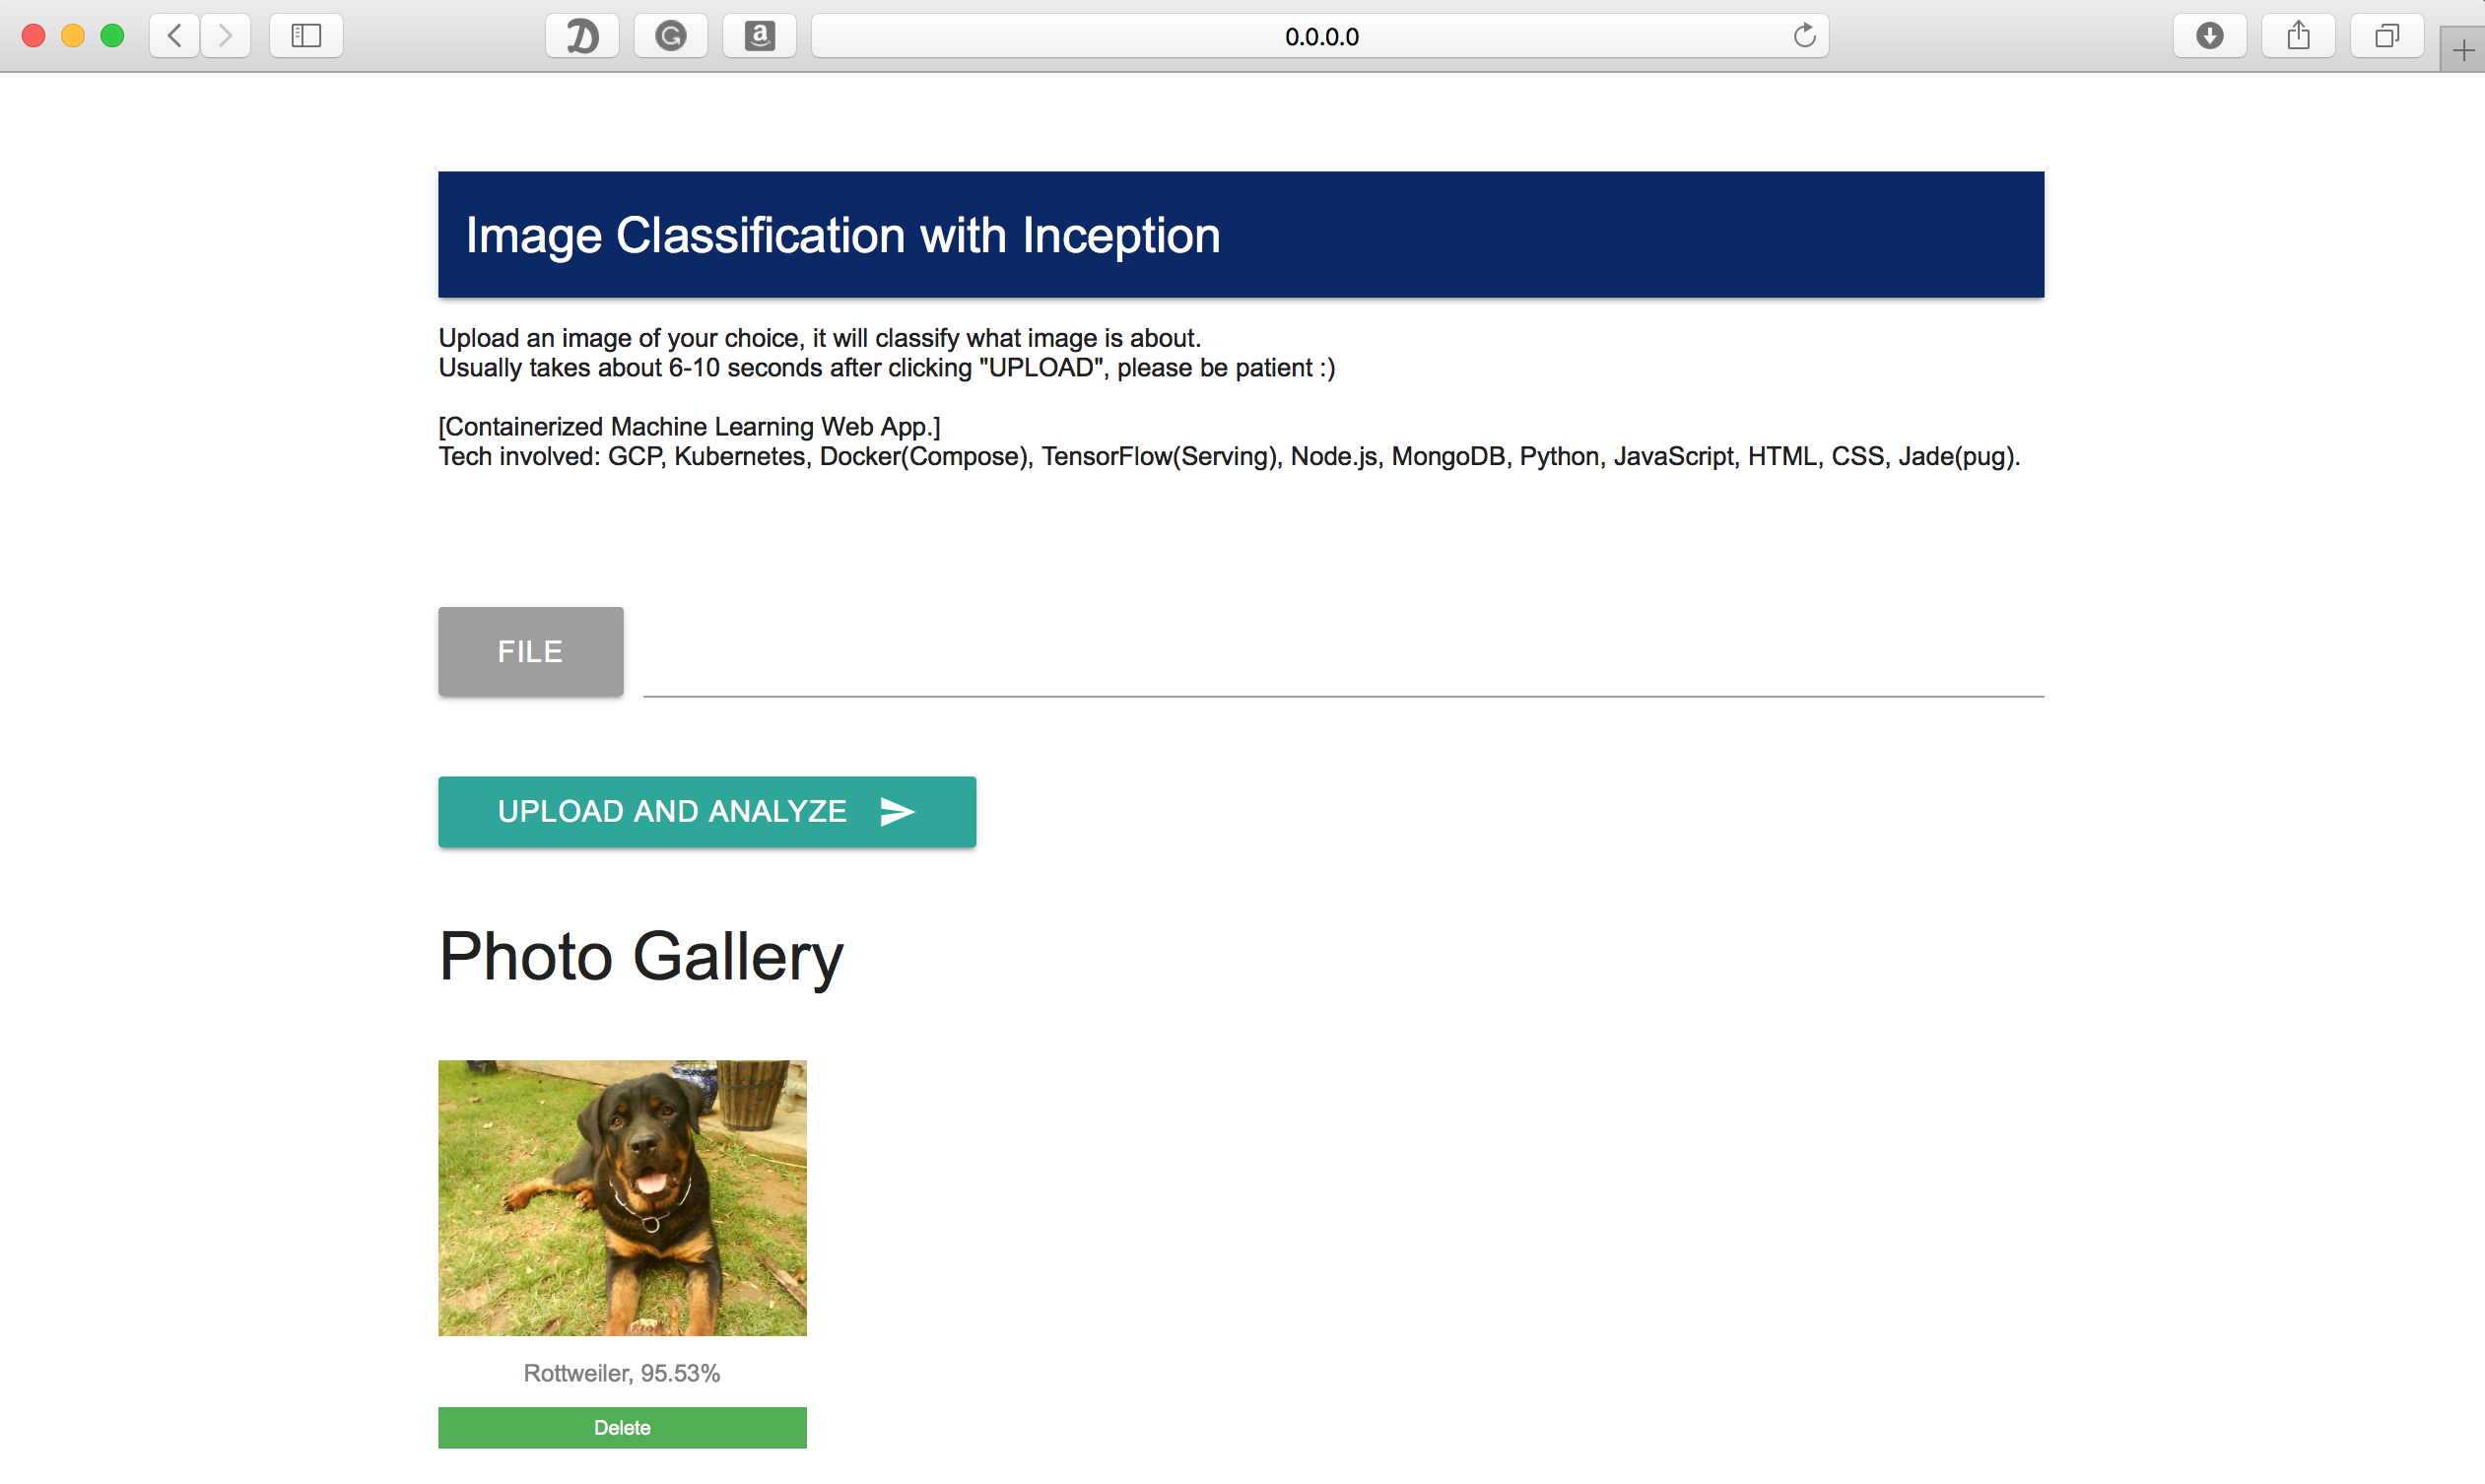 0.0.0.0
Image Classification with Inception
Upload an image of your choice, it will classify what image is about.
Usually takes about 6-10 seconds after clicking "UPLOAD", please be patient :)
[Containerized Machine Learning Web App.]
Tech involved: GCP, Kubernetes, Docker(Compose), TensorFlow(Serving), Node.js, MongoDB, Python, JavaScript, HTML, CSS, Jade(pug).
FILE
UPLOAD AND ANALYZE
Photo Gallery
Rottweiler, 95.53%
Delete